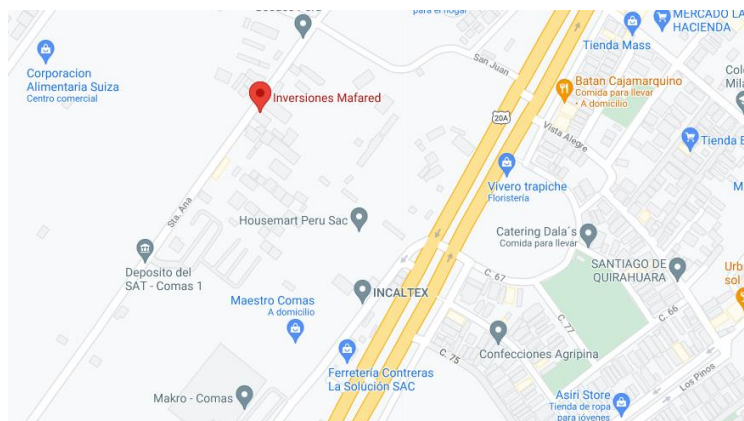 para el hogar
MERCADO LA
HACIENDA
Tienda Mass
Corporacion
Alimentaria Suiza
Centro comercial
San Juan
Batan Cajamarquino
Comida para llevar
• A domicilio
Inversiones Mafared
20A
Vista Alegre
Tienda
Vivero trapiche
Floristería
Sta. Ana
Housemart Peru Sac
Catering Dala´s
Comida para llevar
SANTIAGO DE
QUIRAHUARA
Deposito del
SAT - Comas 1
C. 67
Urb
sol
Maestro Comas
A domicilio
INCALTEX
C. 66
C. 77
C. 75
Confecciones Agripina
Ferretería Contreras
La Solución SAC
Los Pinos
Makro - Comas
Asiri Store
Tienda de ropa
para jóvenes